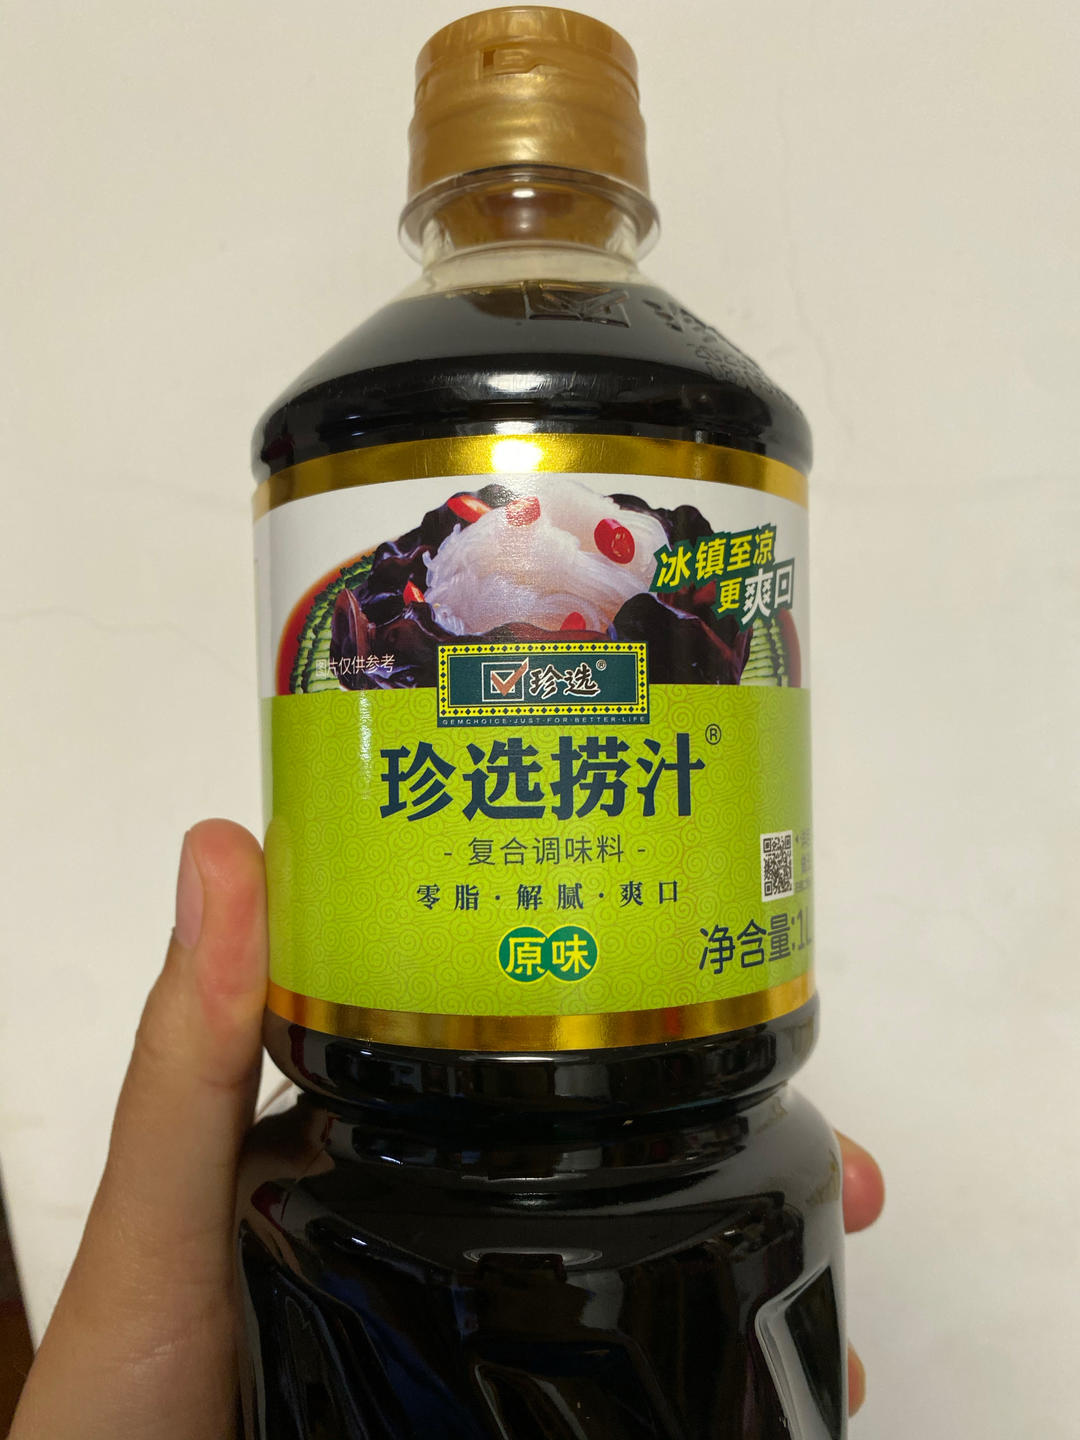 冰镇至凉
更爽口
图片仅供参考
珍选®
GEMCHOICE·JUST·FOR·BETTER·LIFE
珍选捞汁®
- 复合调味料 -
零脂·解腻·爽口
原味
净含量:1L